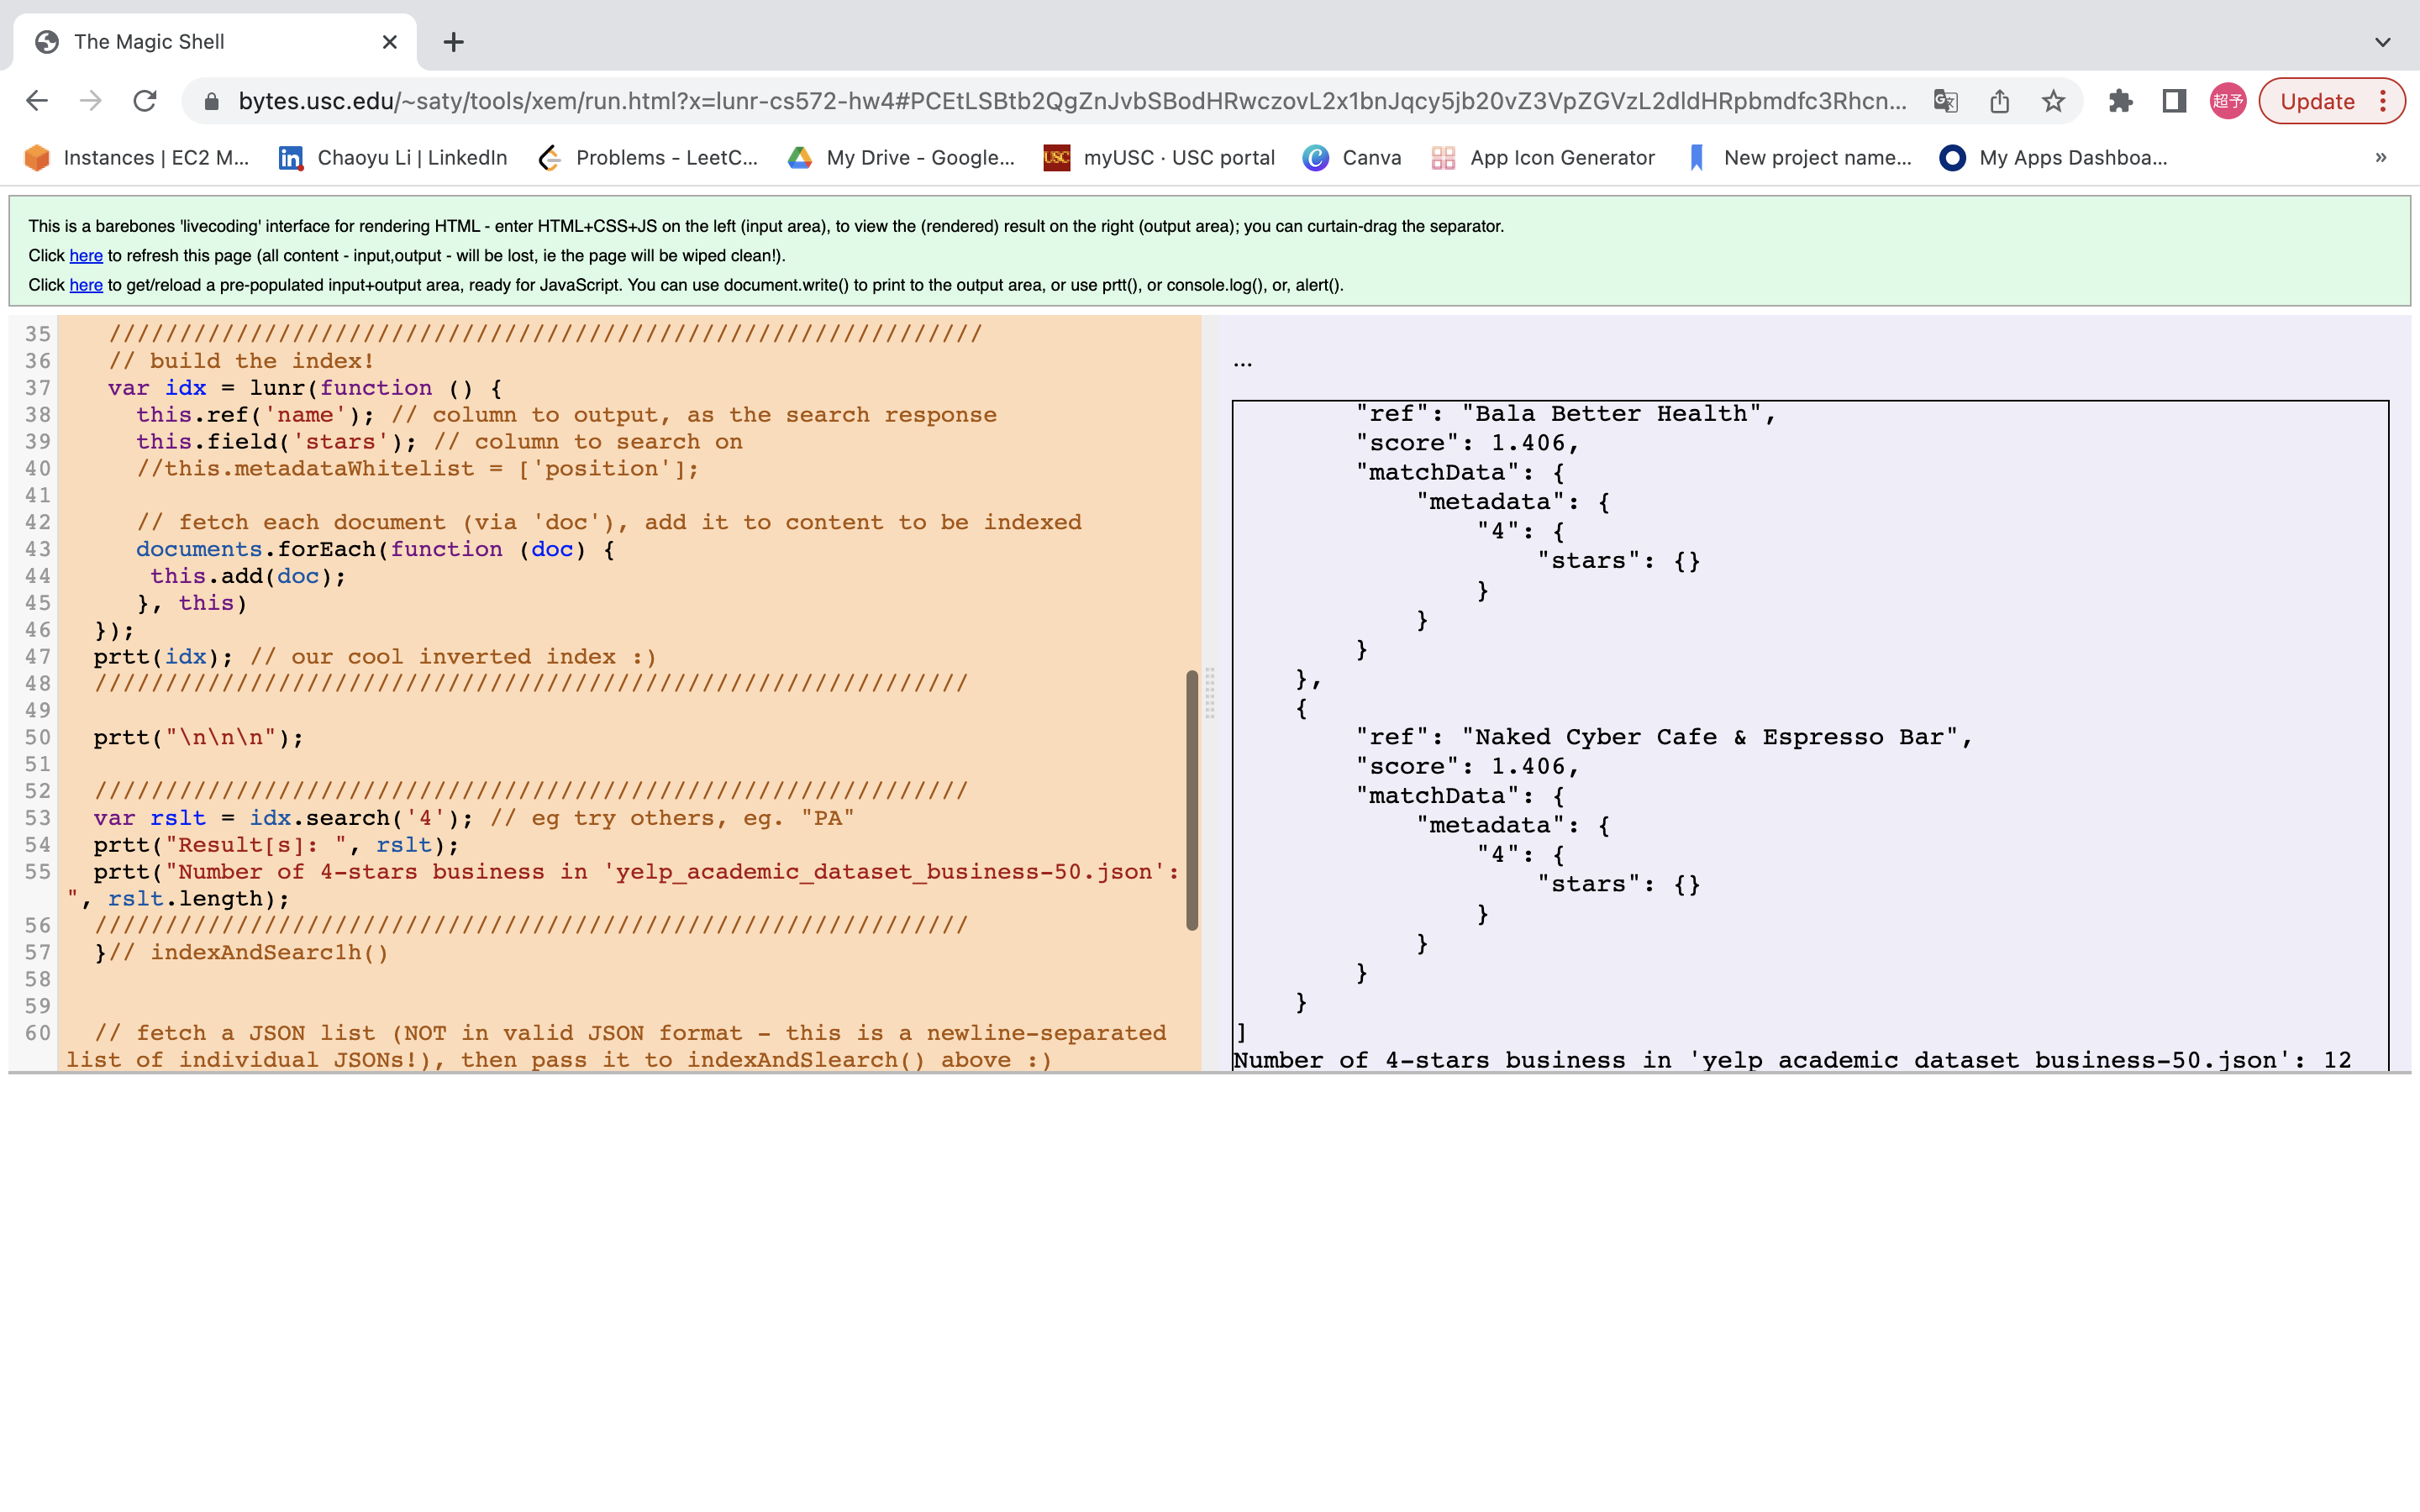 The Magic Shell
bytes.usc.edu/~saty/tools/xem/run.html?x=lunr-cs572-hw4#PCEtLSBtb2QgZnJvbSBodHRwczovL2x1bnJqcy5jb20vZ3VpZGVzL2dldHRpbmdfc3Rhcn...
超予
Update
Instances | EC2 M...
Chaoyu Li | LinkedIn
Problems - LeetC...
My Drive - Google...
myUSC · USC portal
Canva
App Icon Generator
New project name...
My Apps Dashboa...
»
This is a barebones 'livecoding' interface for rendering HTML - enter HTML+CSS+JS on the left (input area), to view the (rendered) result on the right (output area); you can curtain-drag the separator.
Click here to refresh this page (all content - input,output - will be lost, ie the page will be wiped clean!).
Click here to get/reload a pre-populated input+output area, ready for JavaScript. You can use document.write() to print to the output area, or use prtt(), or console.log(), or, alert().
35 //////////////////////////////////////////////////////////////
36 // build the index!
37 var idx = lunr(function () {
38 this.ref('name'); // column to output, as the search response
39 this.field('stars'); // column to search on
40 //this.metadataWhitelist = ['position'];
41
42 // fetch each document (via 'doc'), add it to content to be indexed
43 documents.forEach(function (doc) {
44 this.add(doc);
45 }, this)
46 });
47 prtt(idx); // our cool inverted index :)
48 //////////////////////////////////////////////////////////////
49
50 prtt("\n\n\n");
51
52 //////////////////////////////////////////////////////////////
53 var rslt = idx.search('4'); // eg try others, eg. "PA"
54 prtt("Result[s]: ", rslt);
55 prtt("Number of 4-stars business in 'yelp_academic_dataset_business-50.json':
", rslt.length);
56 //////////////////////////////////////////////////////////////
57 }// indexAndSearc1h()
58
59
60 // fetch a JSON list (NOT in valid JSON format - this is a newline-separated
list of individual JSONs!), then pass it to indexAndSlearch() above :)
...
"ref": "Bala Better Health",
"score": 1.406,
"matchData": {
"metadata": {
"4": {
"stars": {}
}
}
}
},
{
"ref": "Naked Cyber Cafe & Espresso Bar",
"score": 1.406,
"matchData": {
"metadata": {
"4": {
"stars": {}
}
}
}
}
]
Number of 4-stars business in 'yelp_academic_dataset_business-50.json': 12